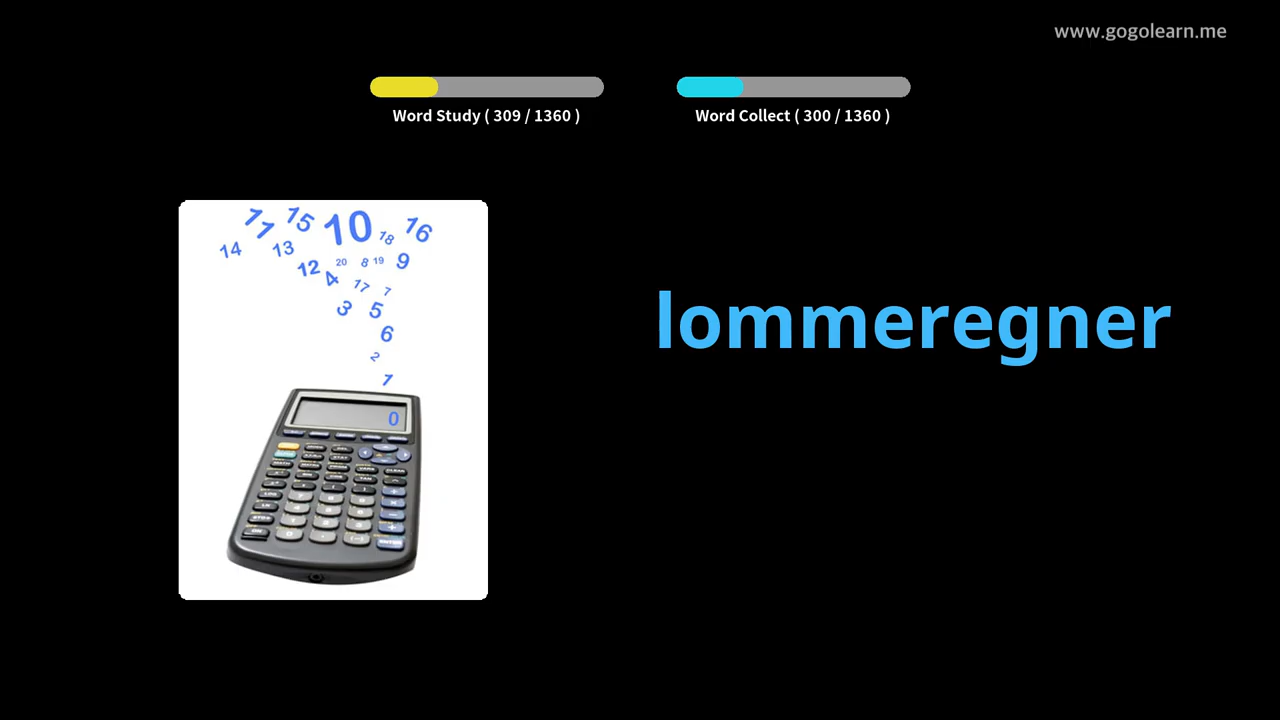 www.gogolearn.me
Word Study ( 309 / 1360 )
Word Collect ( 300 / 1360 )
11 15 10 18 16
14 13 12 20 8 19 9
4 17 7
3 5
6
2
1
0
lommeregner